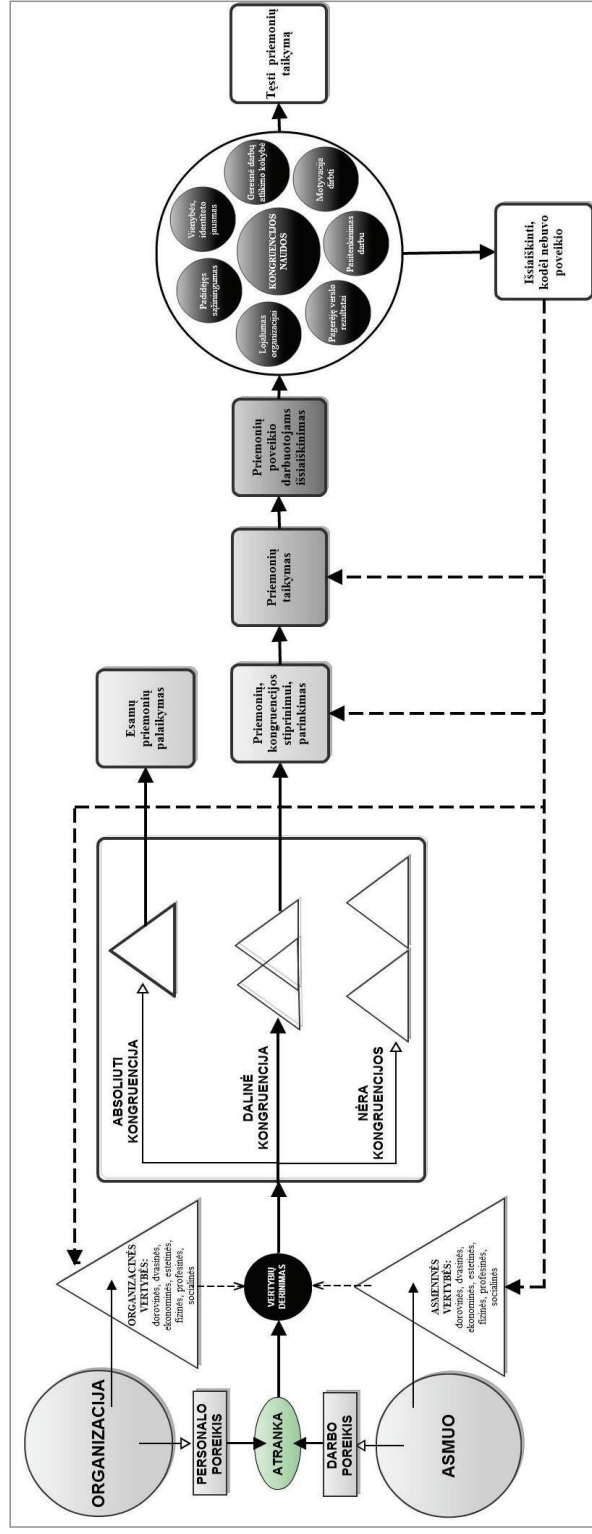 ORGANIZACIJA
PERSONALO
POREIKIS
ATRANKA
DARBO
POREIKIS
ASMUO
ORGANIZACINĖS
VERTYBĖS:
dorovinės, dvasinės,
ekonominės, estetinės,
fizinės, profesinės,
socialinės
VERTYBIŲ
DERINIMAS
ASMENINĖS
VERTYBĖS:
dorovinės, dvasinės,
ekonominės, estetinės,
fizinės, profesinės,
socialinės
ABSOLIUTI
KONGRUENCIJA
DALINĖ
KONGRUENCIJA
NĖRA
KONGRUENCIJOS
Esamų
priemonių
palaikymas
Priemonių,
kongruencijos
stiprinimui,
parinkimas
Priemonių
taikymas
Priemonių
poveikio
darbuotojams
išsiaiškinimas
Padidėjęs
sąžiningumas
Vienybės,
identiteto
jausmas
Geresnė darbų
atlikimo kokybė
Lojalumas
organizacijai
KONGRUENCIJOS
NAUDOS
Motyvacija
dirbti
Pagerėję verslo
rezultatai
Pasitenkinimas
darbu
Tęsti priemonių
taikymą
Išsiaiškinti,
kodėl nebuvo
poveikio